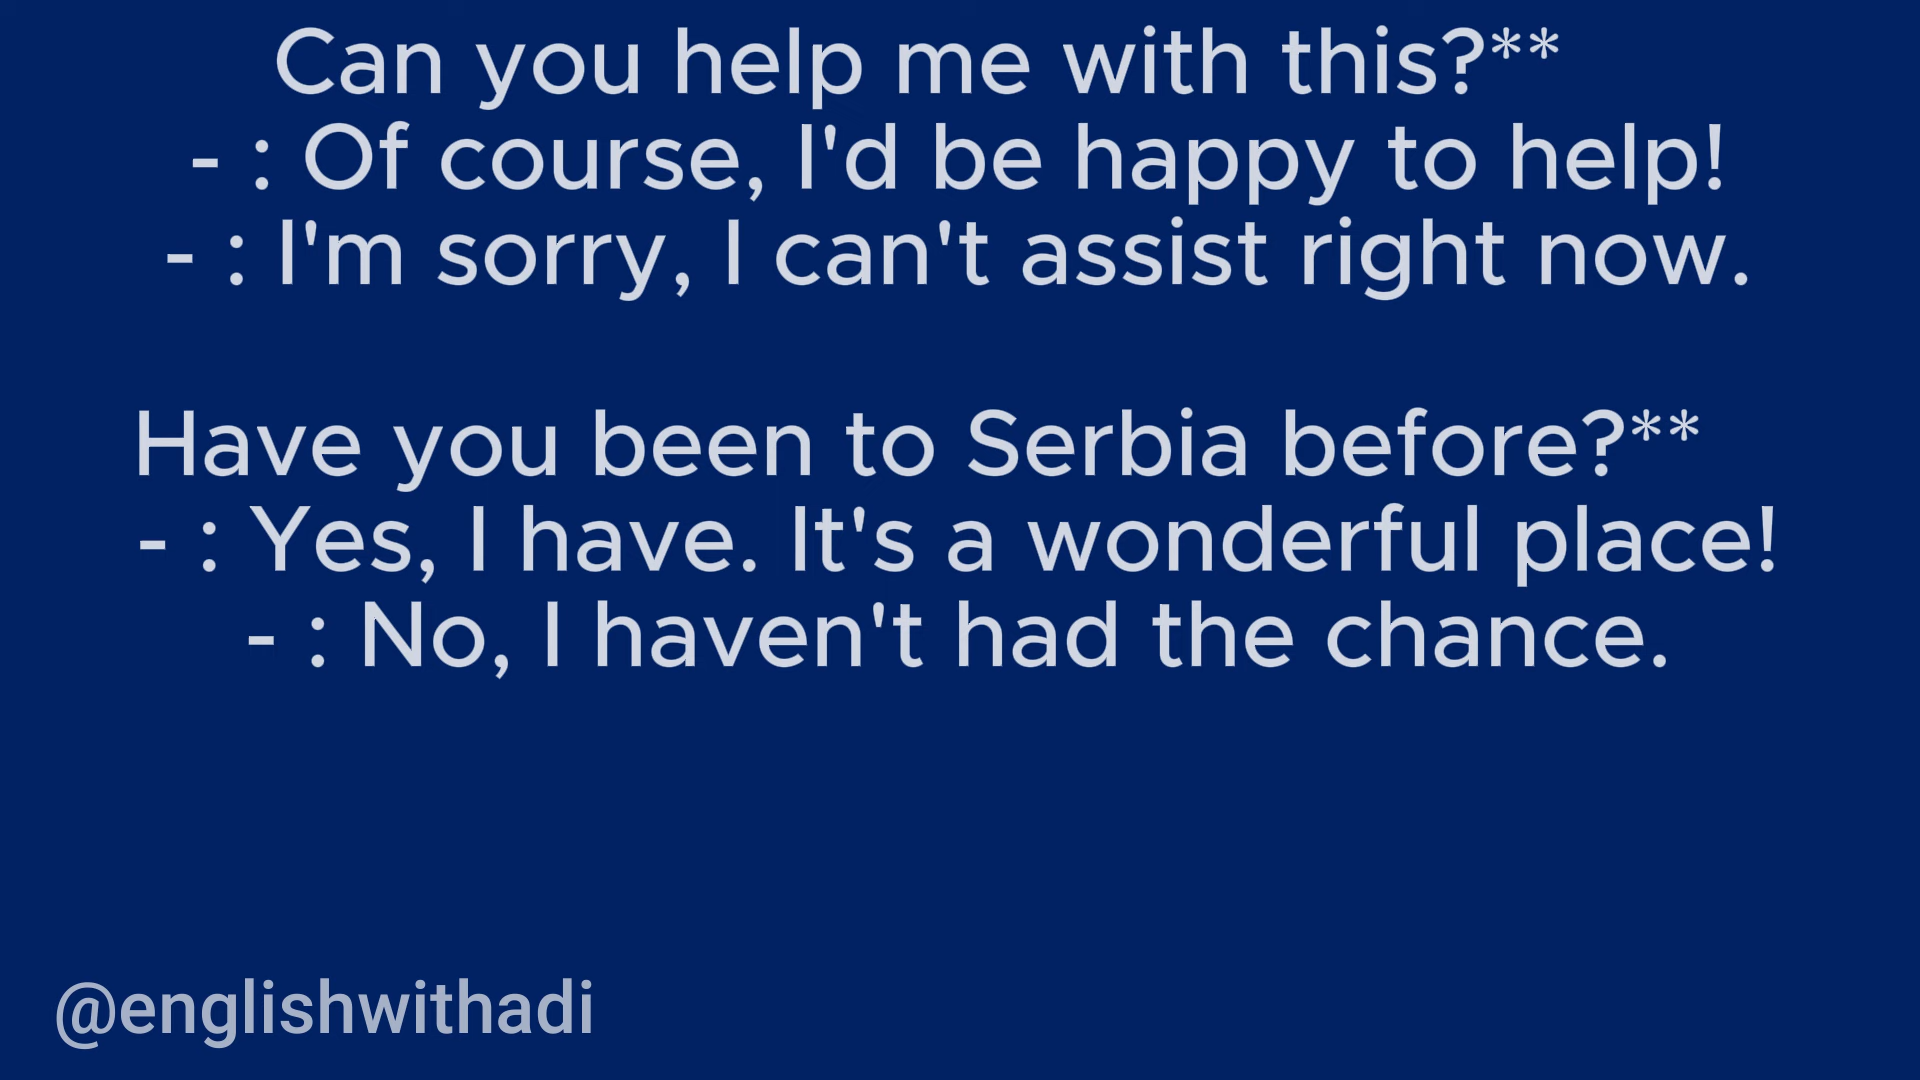 Can you help me with this?**
- : Of course, I'd be happy to help!
- : I'm sorry, I can't assist right now.
Have you been to Serbia before?**
- : Yes, I have. It's a wonderful place!
- : No, I haven't had the chance.
@englishwithadi